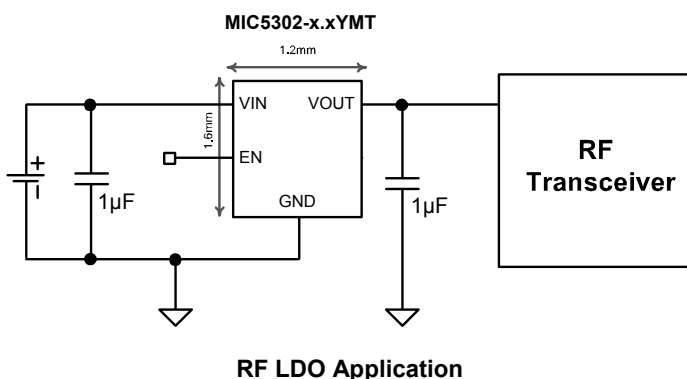 MIC5302-x.xYMT
1.2mm
1.6mm
VIN
VOUT
EN
GND
+
1µF
1µF
RF
Transceiver
RF LDO Application